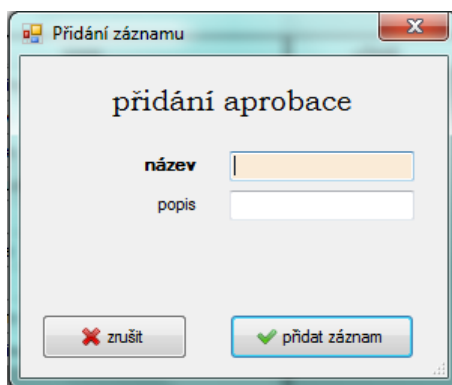 Přidání záznamu
přidání aprobace
název
popis
zrušit
přidat záznam